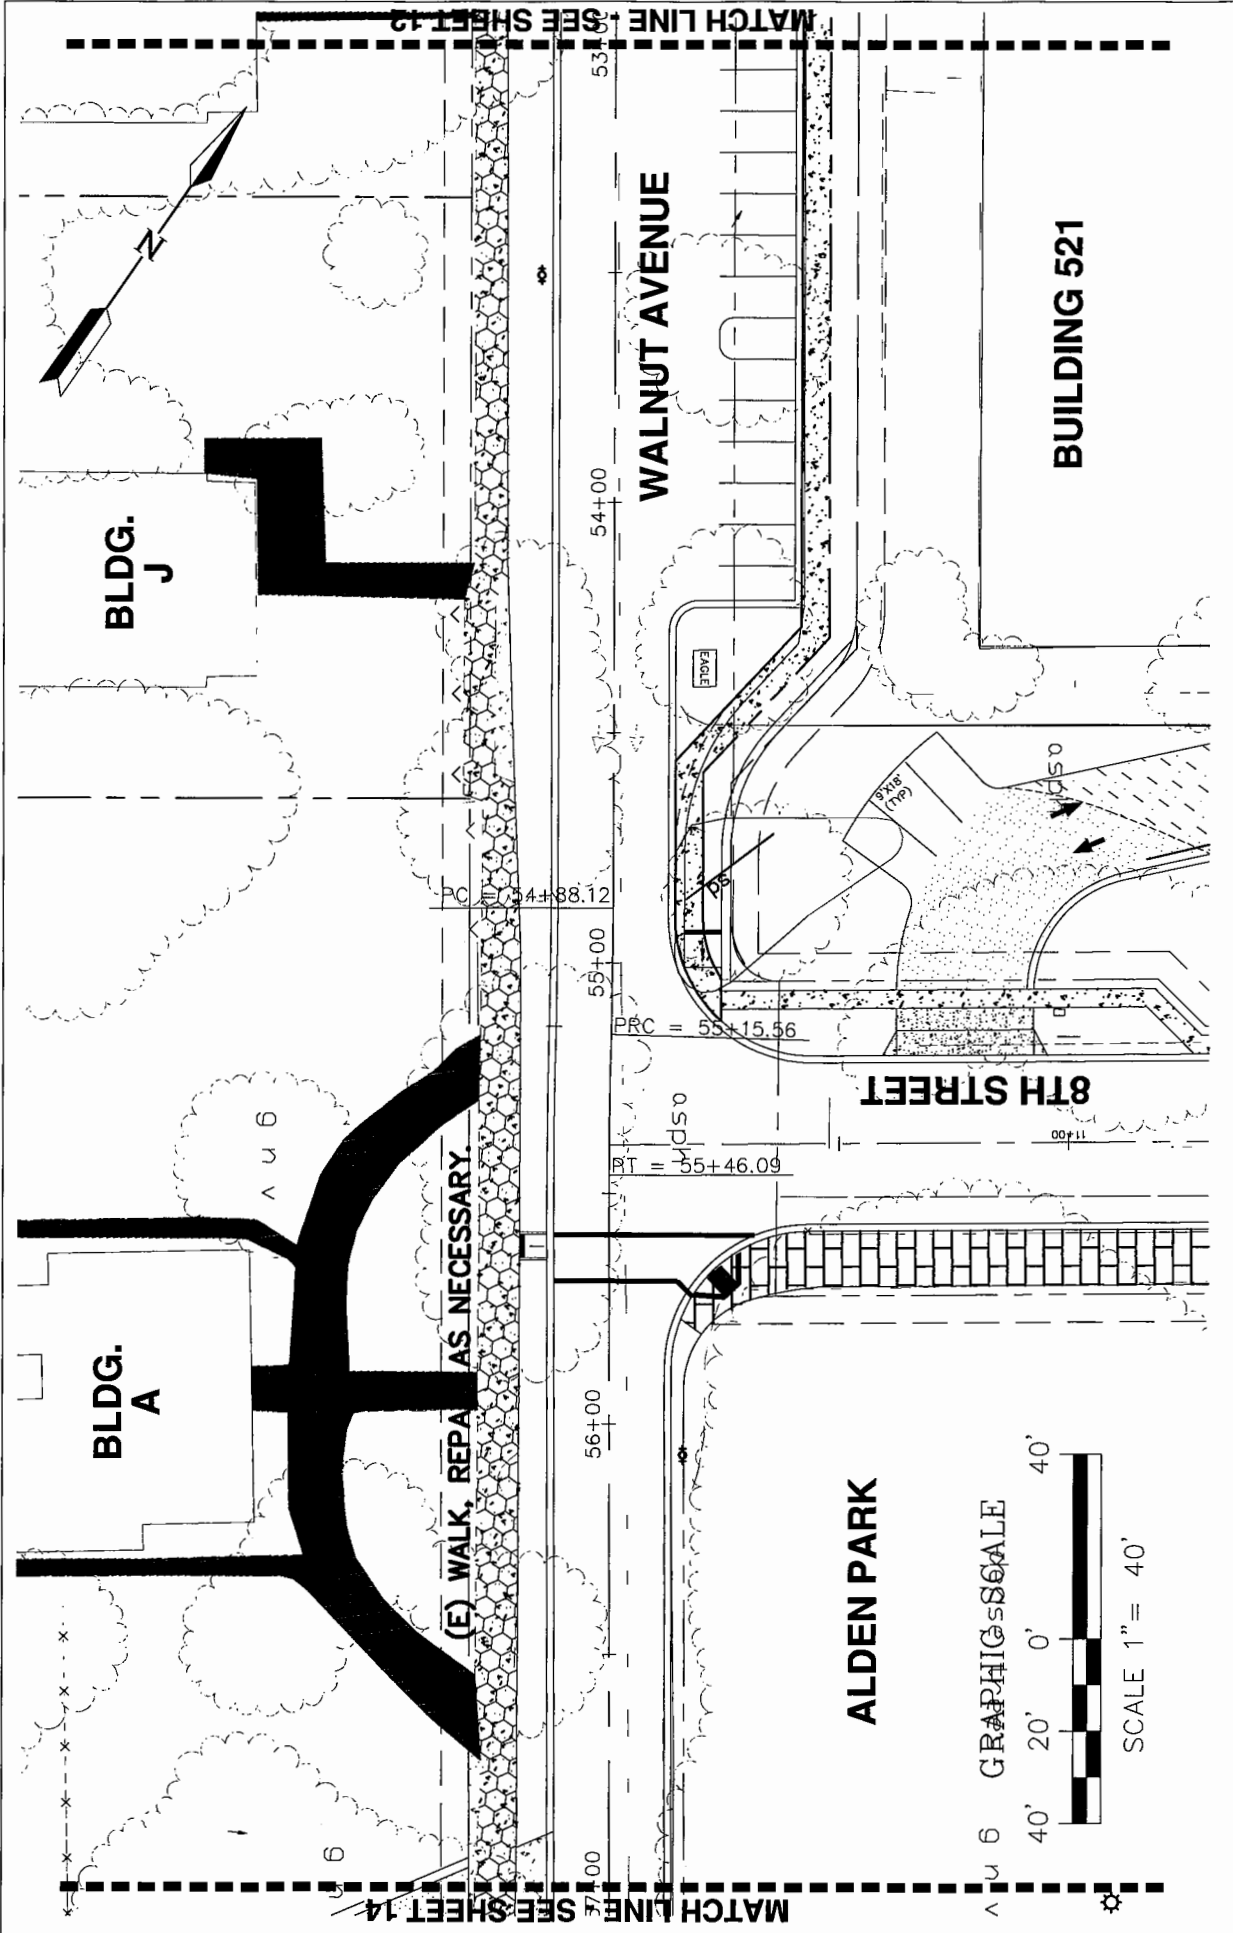 MATCH LINE - SEE SHEET 12
53+00
N
WALNUT AVENUE
BUILDING 521
BLDG.
J
54+00
EAGLE
9'X18'
(TYP)
asph
PC = 54+88.12
sd
55+00
PRC = 55+15.56
8TH STREET
11+00
asph
PT = 55+46.09
g n v
(E) WALK, REPAIR AS NECESSARY.
BLDG.
A
56+00
ALDEN PARK
GRAPHIC SCALE
40' 20' 0' 40'
SCALE 1"= 40'
57+00
MATCH LINE - SEE SHEET 14